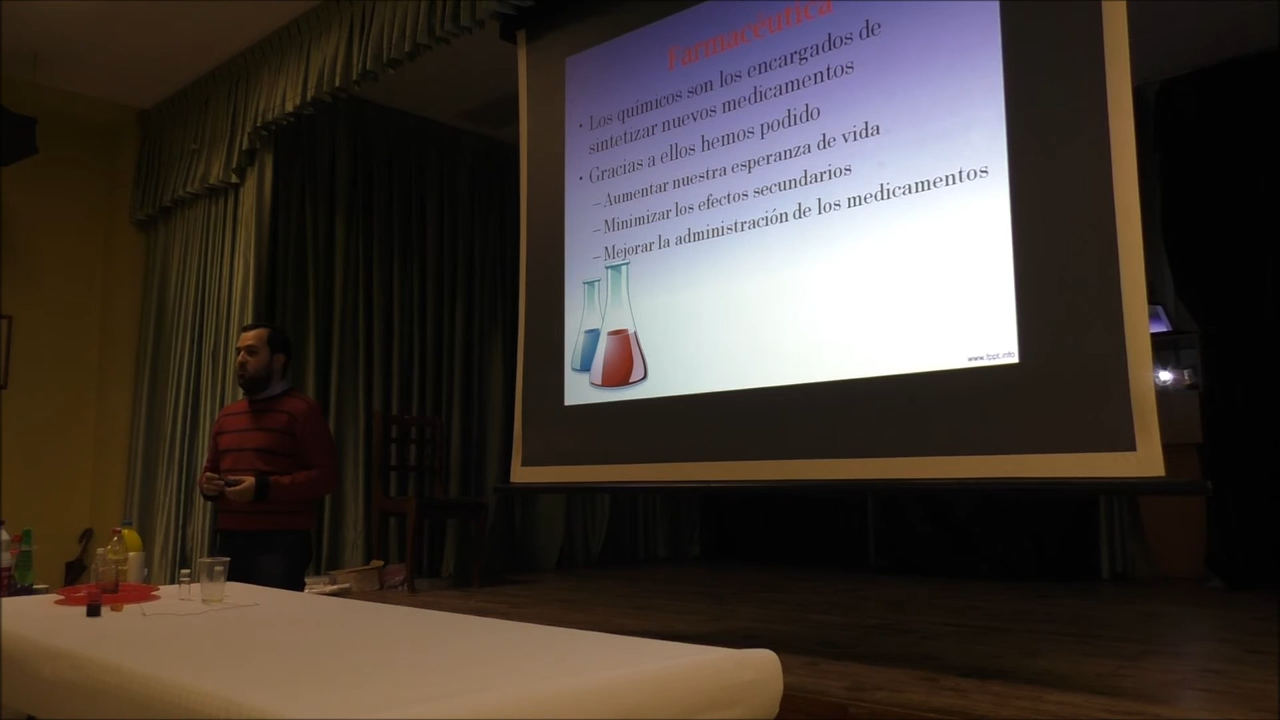 Farmacéutica
• Los químicos son los encargados de
sintetizar nuevos medicamentos
• Gracias a ellos hemos podido
– Aumentar nuestra esperanza de vida
– Minimizar los efectos secundarios
– Mejorar la administración de los medicamentos
www.fppt.info